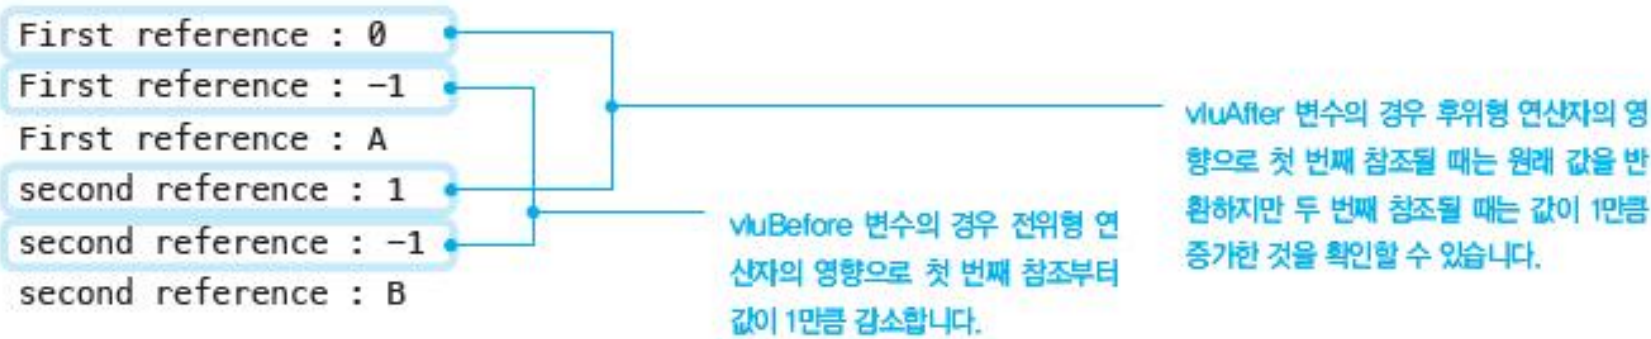 First reference : 0
First reference : -1
First reference : A
second reference : 1
second reference : -1
second reference : B
vluBefore 변수의 경우 전위형 연
산자의 영향으로 첫 번째 참조부터
값이 1만큼 감소합니다.
vluAfter 변수의 경우 후위형 연산자의 영
향으로 첫 번째 참조될 때는 원래 값을 반
환하지만 두 번째 참조될 때는 값이 1만큼
증가한 것을 확인할 수 있습니다.